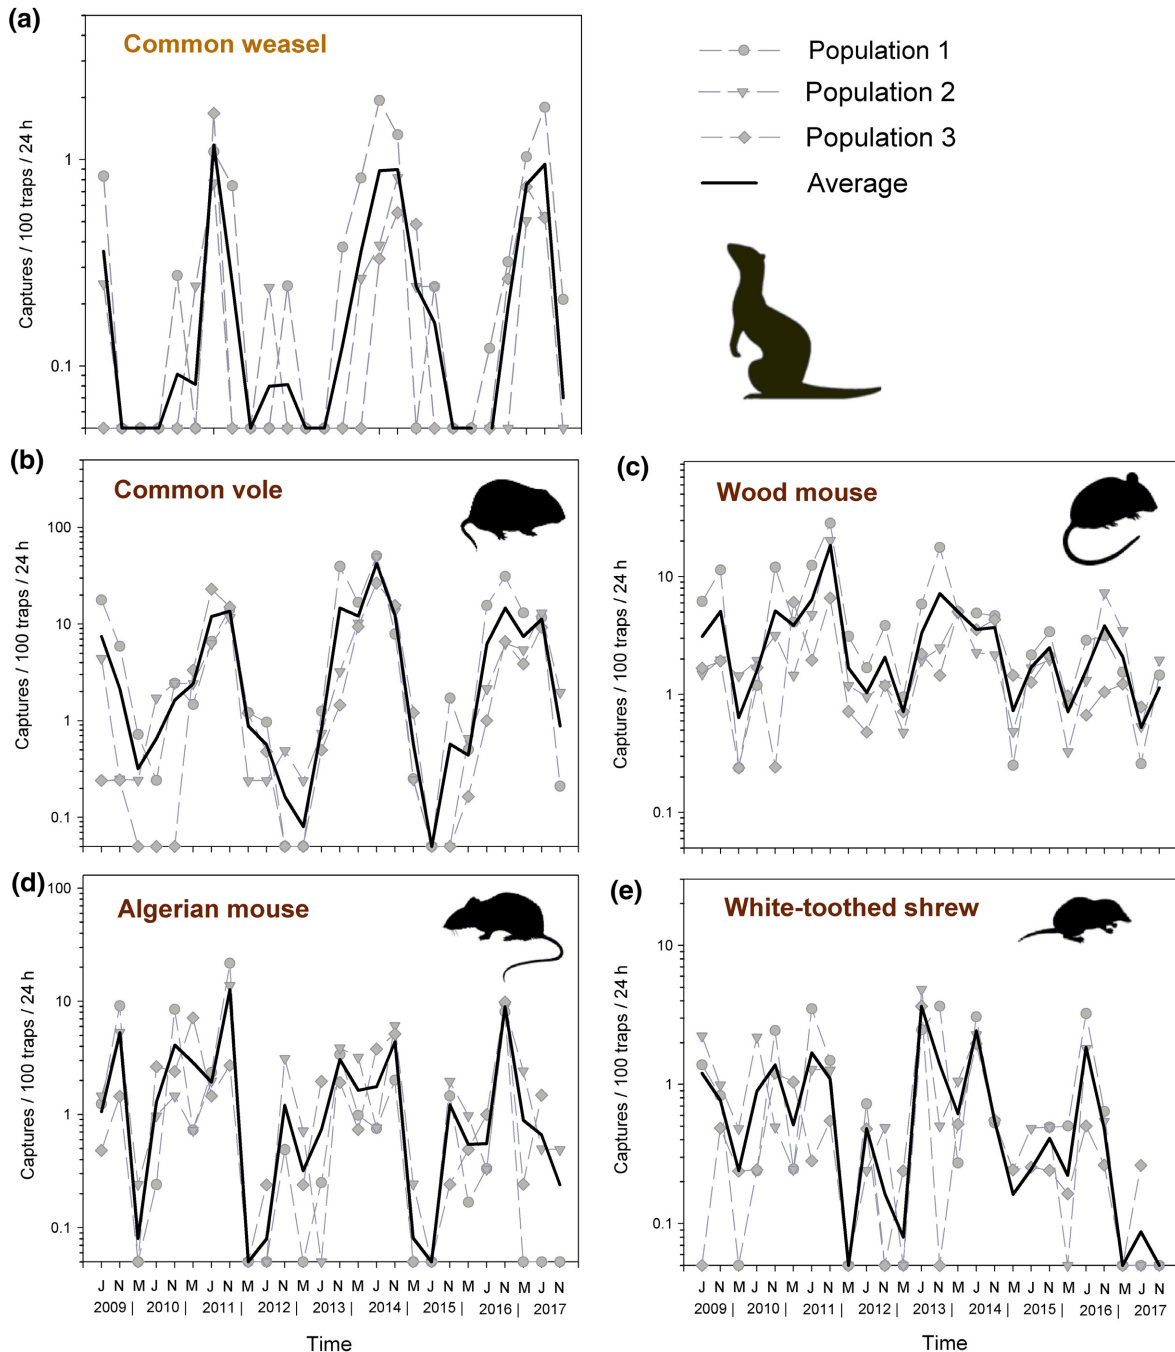 (a)
Common weasel
Captures / 100 traps / 24 h
1
0.1
Population 1
Population 2
Population 3
Average
(b)
Common vole
Captures / 100 traps / 24 h
100
10
1
0.1
(c)
Wood mouse
Captures / 100 traps / 24 h
10
1
0.1
(d)
Algerian mouse
Captures / 100 traps / 24 h
100
10
1
0.1
J N M J N M J N M J N M J N M J N M J N M J N M J N
2009 | 2010 | 2011 | 2012 | 2013 | 2014 | 2015 | 2016 | 2017
Time
(e)
White-toothed shrew
Captures / 100 traps / 24 h
10
1
0.1
J N M J N M J N M J N M J N M J N M J N M J N M J N
2009 | 2010 | 2011 | 2012 | 2013 | 2014 | 2015 | 2016 | 2017
Time